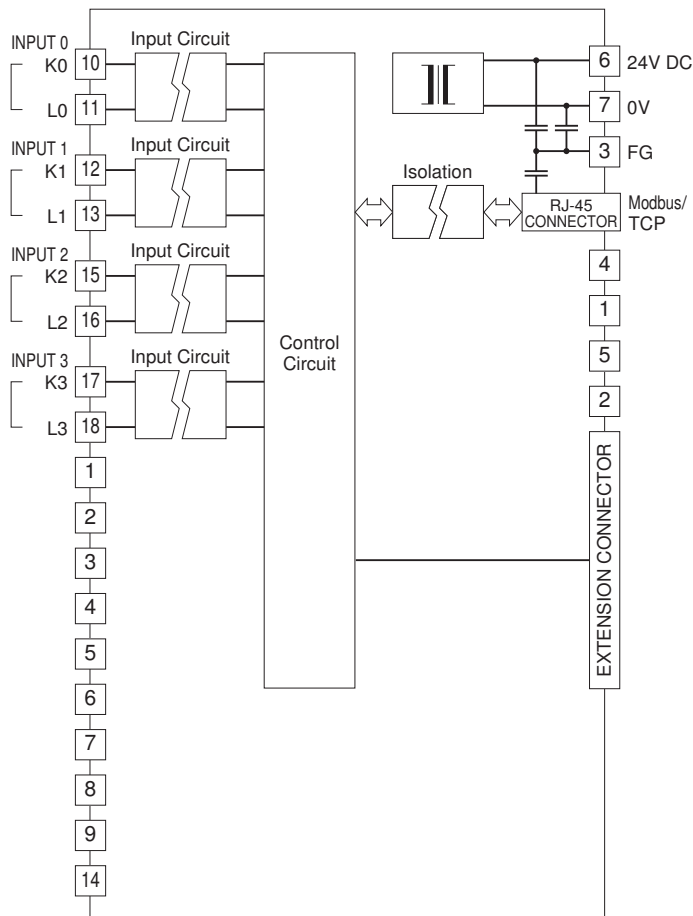 INPUT 0
K0 10
L0 11
Input Circuit
INPUT 1
K1 12
L1 13
Input Circuit
INPUT 2
K2 15
L2 16
Input Circuit
INPUT 3
K3 17
L3 18
Input Circuit
1
2
3
4
5
6
7
8
9
14
Control
Circuit
6 24V DC
7 0V
3 FG
Isolation
RJ-45
CONNECTOR
Modbus/
TCP
4
1
5
2
EXTENSION CONNECTOR